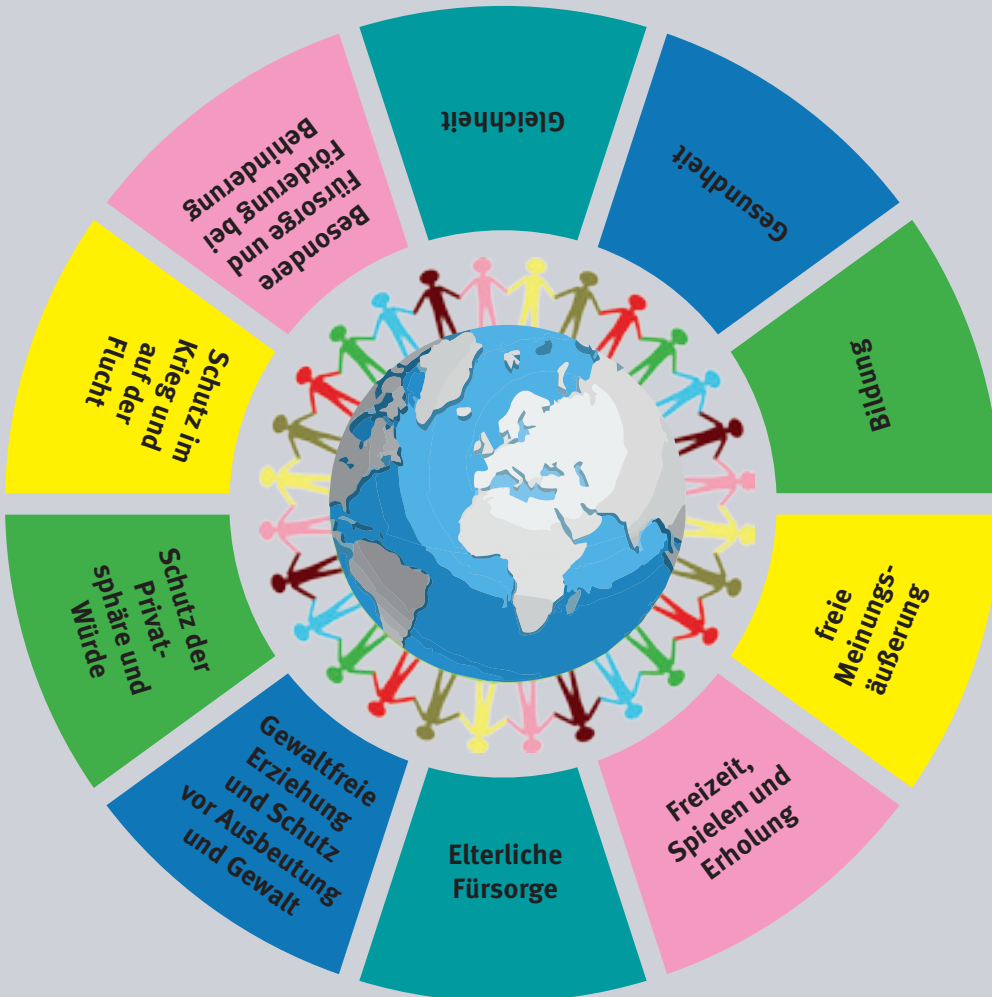 Gleichheit
Gesundheit
Bildung
freie
Meinungs-
äußerung
Freizeit,
Spielen und
Erholung
Elterliche
Fürsorge
Gewaltfreie
Erziehung
und Schutz
vor Ausbeutung
und Gewalt
Schutz der
Privat-
sphäre und
Würde
Schutz im
Krieg und
auf der
Flucht
Besondere
Fürsorge und
Förderung bei
Behinderung